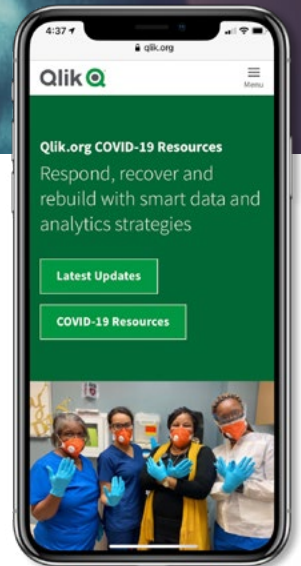 4:37
qlik.org
Qlik
Menu
Qlik.org COVID-19 Resources
Respond, recover and
rebuild with smart data and
analytics strategies
Latest Updates
COVID-19 Resources